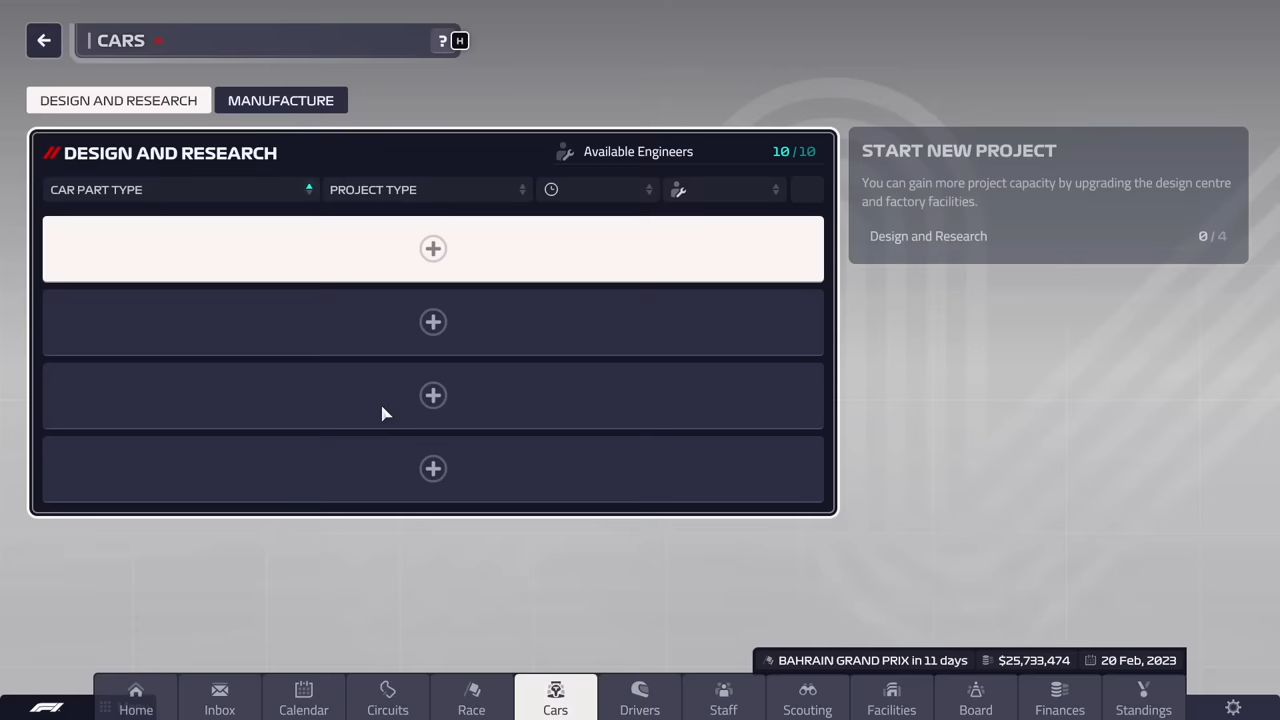 CARS
? H
DESIGN AND RESEARCH
MANUFACTURE
DESIGN AND RESEARCH
Available Engineers
10/10
CAR PART TYPE
PROJECT TYPE
START NEW PROJECT
You can gain more project capacity by upgrading the design centre
and factory facilities.
Design and Research
0/4
BAHRAIN GRAND PRIX in 11 days
$25,733,474
20 Feb, 2023
F1
Home
Inbox
Calendar
Circuits
Race
Cars
Drivers
Staff
Scouting
Facilities
Board
Finances
Standings